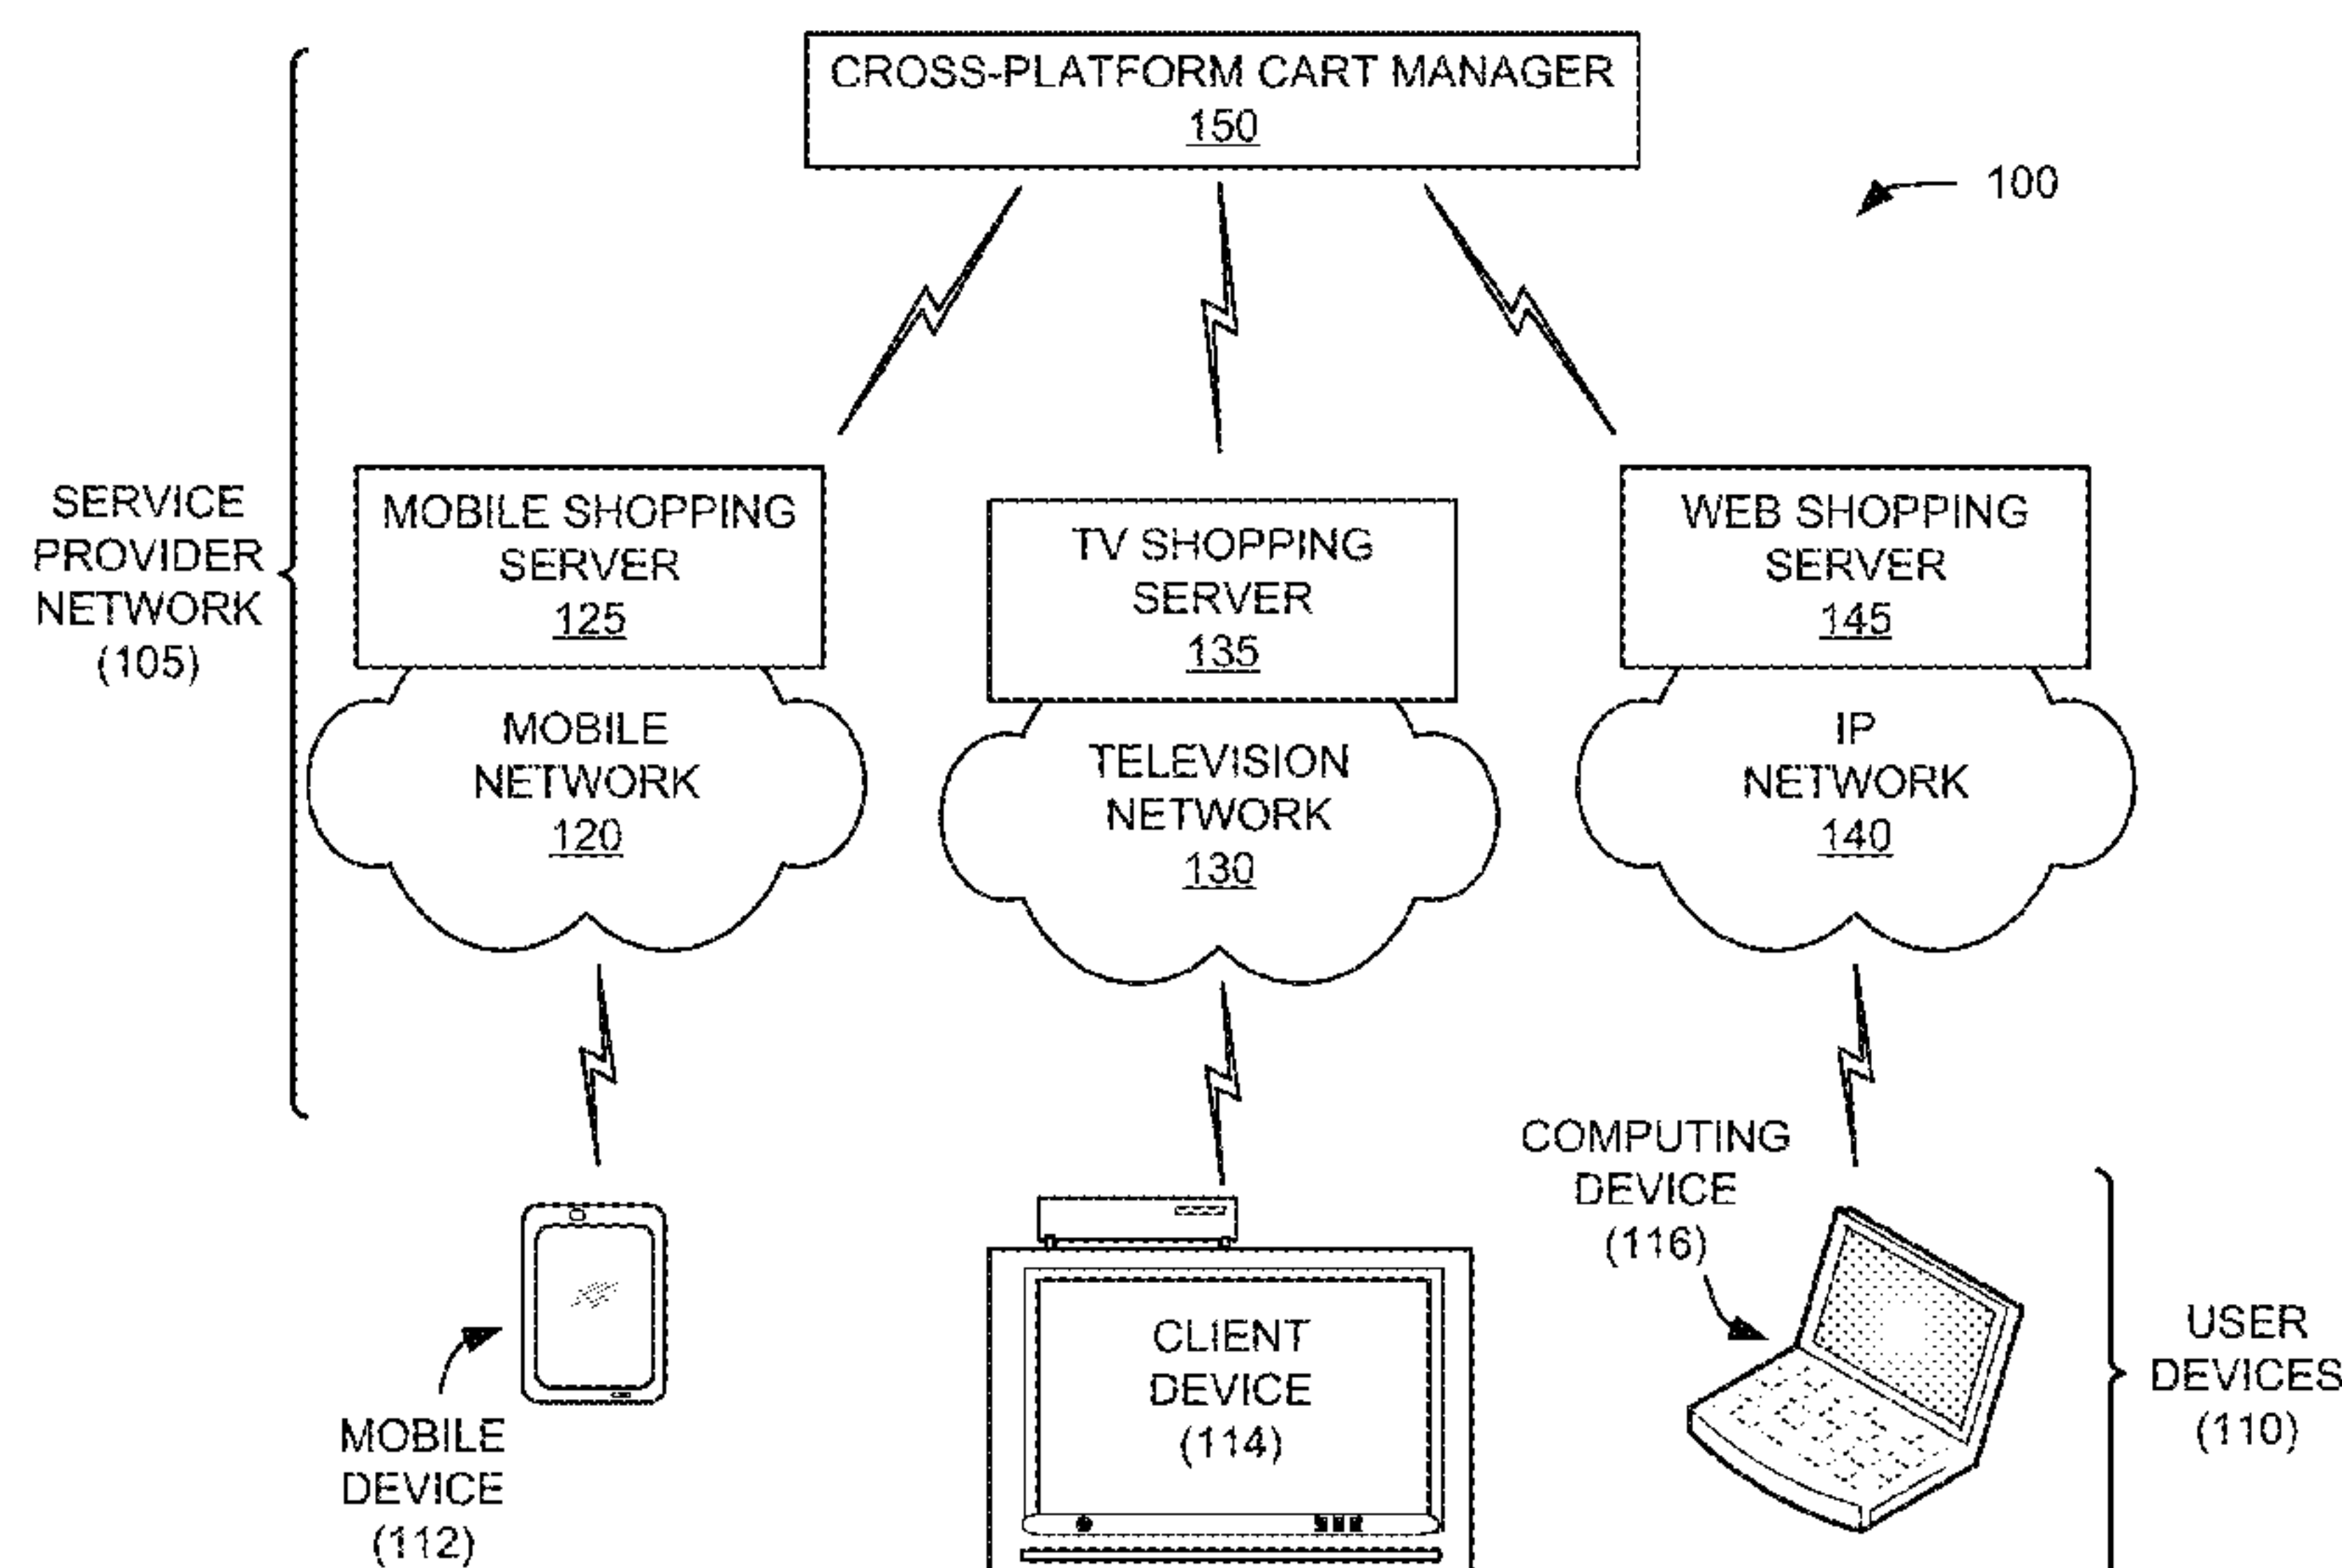 CROSS-PLATFORM CART MANAGER
150
100
SERVICE
PROVIDER
NETWORK
(105)
MOBILE SHOPPING
SERVER
125
TV SHOPPING
SERVER
135
WEB SHOPPING
SERVER
145
MOBILE
NETWORK
120
TELEVISION
NETWORK
130
IP
NETWORK
140
MOBILE
DEVICE
(112)
CLIENT
DEVICE
(114)
COMPUTING
DEVICE
(116)
USER
DEVICES
(110)